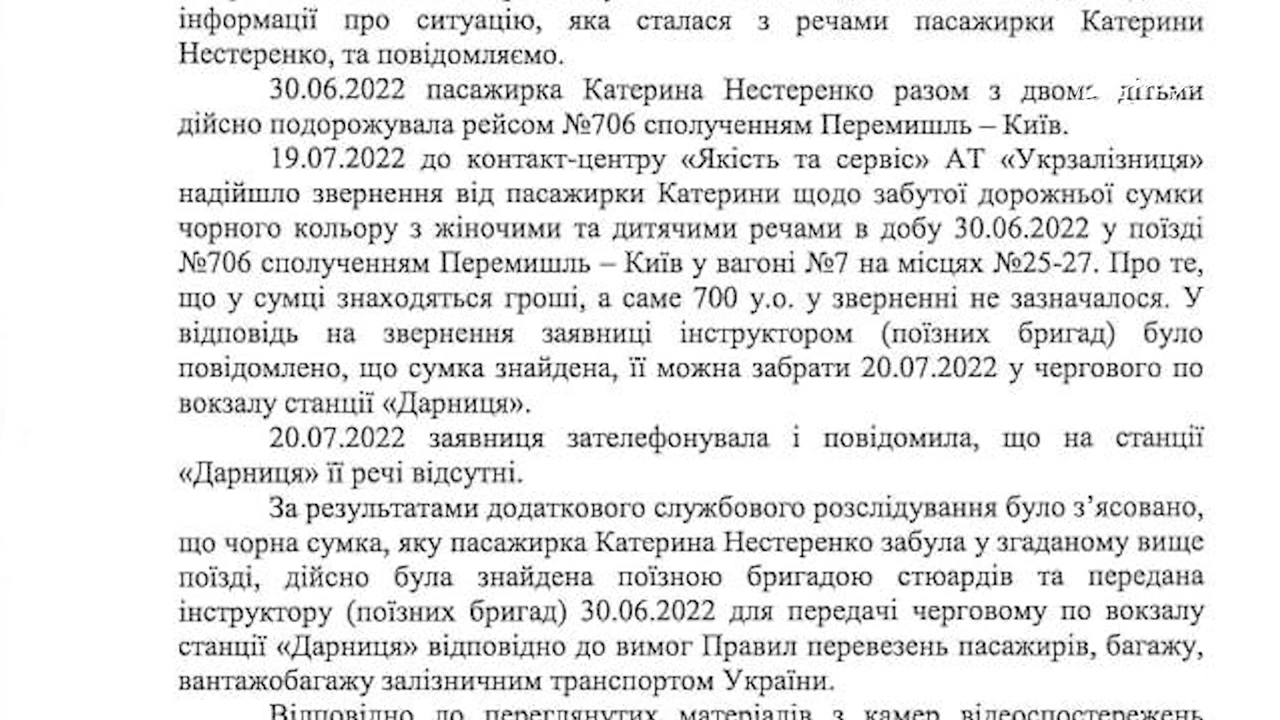 інформації про ситуацію, яка сталася з речами пасажирки Катерини
Нестеренко, та повідомляємо.
30.06.2022 пасажирка Катерина Нестеренко разом з двома дітьми
дійсно подорожувала рейсом №706 сполученням Перемишль – Київ.
19.07.2022 до контакт-центру «Якість та сервіс» АТ «Укрзалізниця»
надійшло звернення від пасажирки Катерини щодо забутої дорожньої сумки
чорного кольору з жіночими та дитячими речами в добу 30.06.2022 у поїзді
№706 сполученням Перемишль – Київ у вагоні №7 на місцях №25-27. Про те,
що у сумці знаходяться гроші, а саме 700 у.о. у зверненні не зазначалося. У
відповідь на звернення заявниці інструктором (поїзних бригад) було
повідомлено, що сумка знайдена, її можна забрати 20.07.2022 у чергового по
вокзалу станції «Дарниця».
20.07.2022 заявниця зателефонувала і повідомила, що на станції
«Дарниця» її речі відсутні.
За результатами додаткового службового розслідування було з’ясовано,
що чорна сумка, яку пасажирка Катерина Нестеренко забула у згаданому вище
поїзді, дійсно була знайдена поїзною бригадою стюардів та передана
інструктору (поїзних бригад) 30.06.2022 для передачі черговому по вокзалу
станції «Дарниця» відповідно до вимог Правил перевезень пасажирів, багажу,
вантажобагажу залізничним транспортом України.
Відповідно до переглянутих матеріалів з камер відеоспостережень